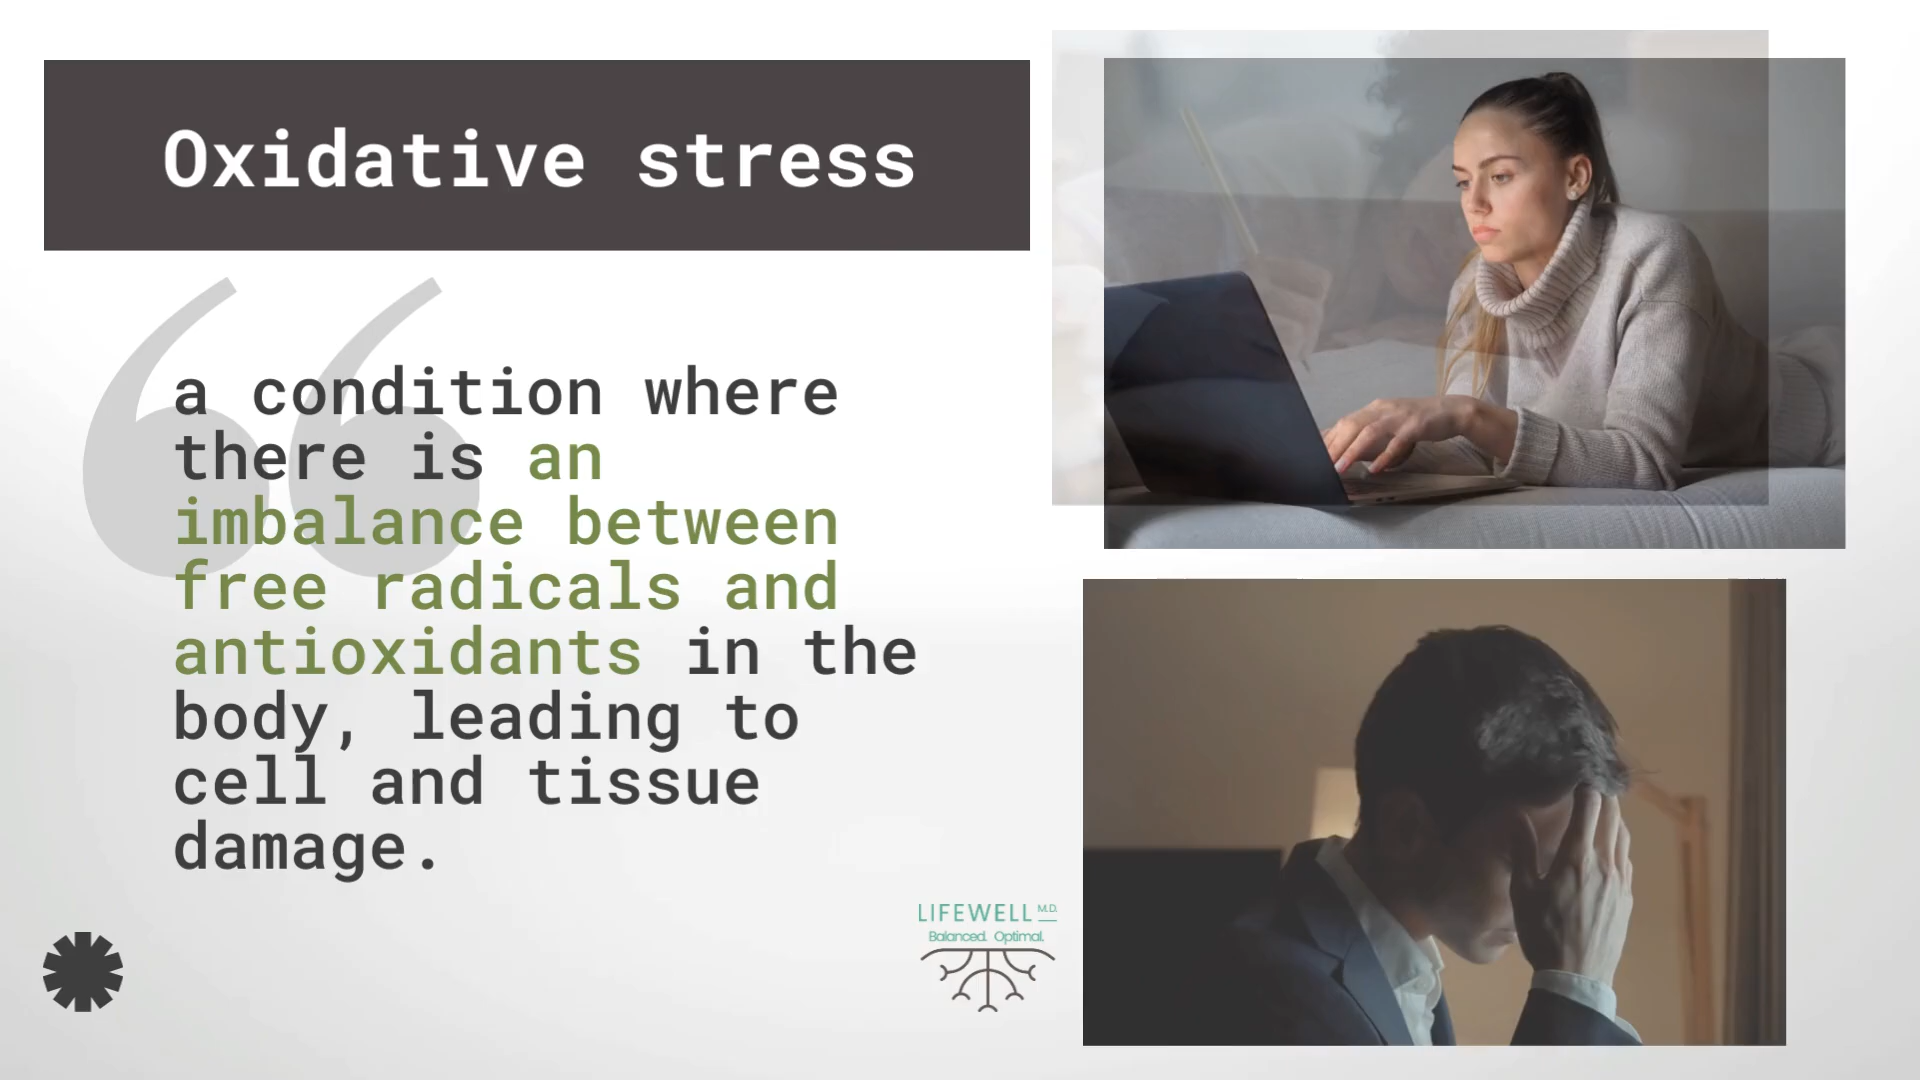 Oxidative stress
a condition where
there is an
imbalance between
free radicals and
antioxidants in the
body, leading to
cell and tissue
damage.
LIFEWELL M.D.
Balanced. Optimal.